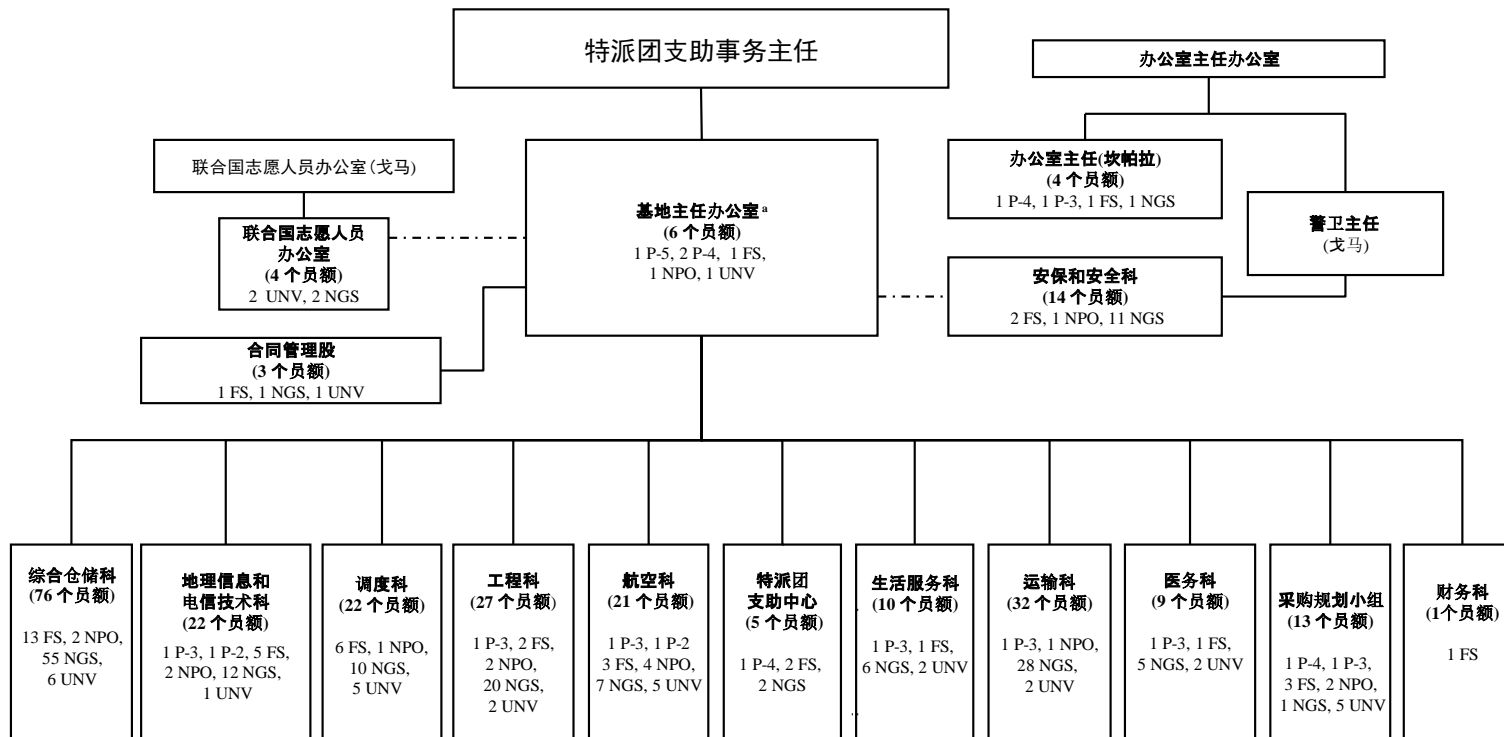 特派团支助事务主任
办公室主任办公室
联合国志愿人员办公室(戈马)
办公室主任(坎帕拉)
(4 个员额)
1 P-4, 1 P-3, 1 FS, 1 NGS
基地主任办公室 a
(6 个员额)
1 P-5, 2 P-4, 1 FS,
1 NPO, 1 UNV
警卫主任
(戈马)
联合国志愿人员
办公室
(4 个员额)
2 UNV, 2 NGS
安保和安全科
(14 个员额)
2 FS, 1 NPO, 11 NGS
合同管理股
(3 个员额)
1 FS, 1 NGS, 1 UNV
综合仓储科
(76 个员额)
13 FS, 2 NPO,
55 NGS,
6 UNV
地理信息和
电信技术科
(22 个员额)
1 P-3, 1 P-2, 5 FS,
2 NPO, 12 NGS,
1 UNV
调度科
(22 个员额)
6 FS, 1 NPO,
10 NGS,
5 UNV
工程科
(27 个员额)
1 P-3, 2 FS,
2 NPO,
20 NGS,
2 UNV
航空科
(21 个员额)
1 P-3, 1 P-2
3 FS, 4 NPO,
7 NGS, 5 UNV
特派团
支助中心
(5 个员额)
1 P-4, 2 FS,
2 NGS
生活服务科
(10 个员额)
1 P-3, 1 FS,
6 NGS, 2 UNV
运输科
(32 个员额)
1 P-3, 1 NPO,
28 NGS,
2 UNV
医务科
(9 个员额)
1 P-3, 1 FS,
5 NGS, 2 UNV
采购规划小组
(13 个员额)
1 P-4, 1 P-3,
3 FS, 2 NPO,
1 NGS, 5 UNV
财务科
(1个员额)
1 FS